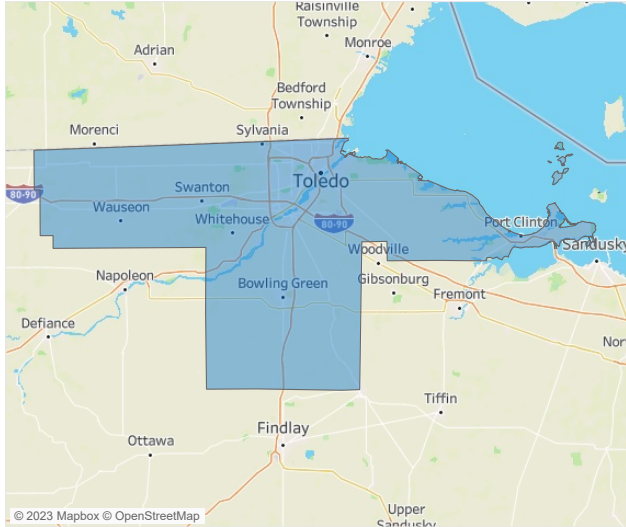 Raisinville
Township
Adrian
Monroe
Bedford
Township
Morenci
Sylvania
Toledo
80-90
Swanton
Wauseon
Whitehouse
80-90
Port Clinton
Woodville
Sandusky
Napoleon
Gibsonburg
Bowling Green
Fremont
Defiance
Nor
Tiffin
Findlay
Ottawa
Upper
Sandusky
© 2023 Mapbox © OpenStreetMap